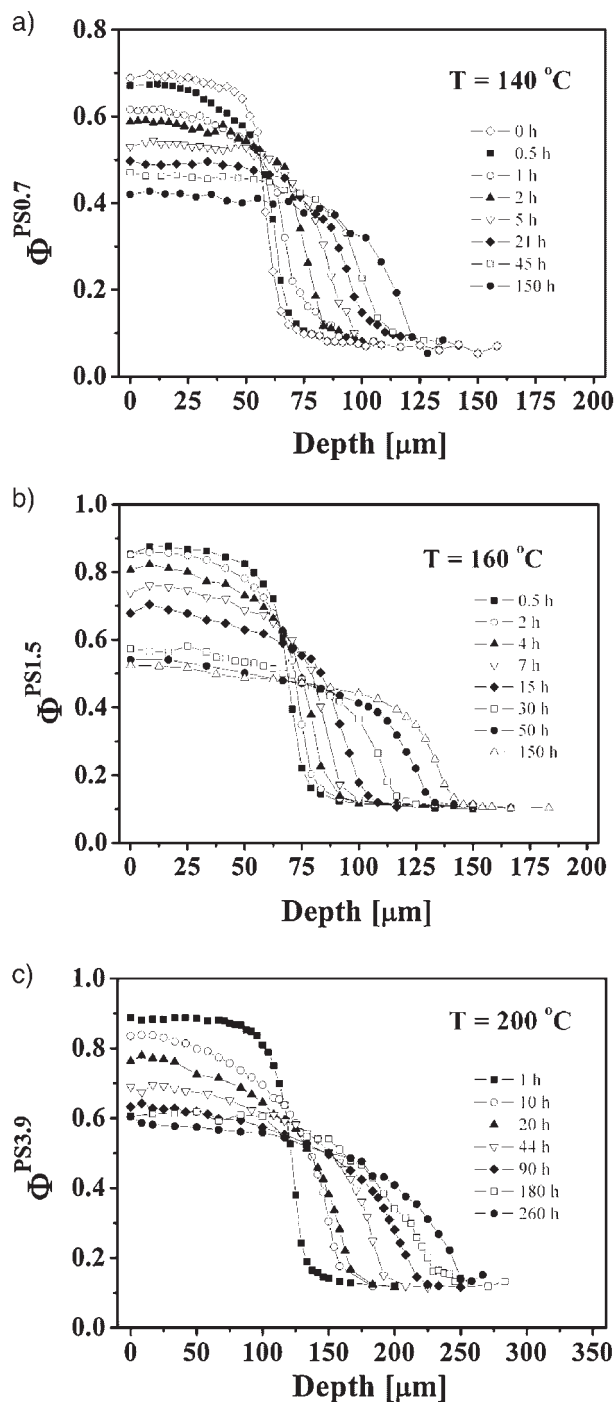 a)
0.8
0.6
0.4
0.2
0.0
Φ^PS0.7
T = 140 °C
0 h
0.5 h
1 h
2 h
5 h
21 h
45 h
150 h
0 25 50 75 100 125 150 175 200
Depth [µm]
b)
1.0
0.8
0.6
0.4
0.2
0.0
Φ^PS1.5
T = 160 °C
0.5 h
2 h
4 h
7 h
15 h
30 h
50 h
150 h
0 25 50 75 100 125 150 175 200
Depth [µm]
c)
1.0
0.8
0.6
0.4
0.2
0.0
Φ^PS3.9
T = 200 °C
1 h
10 h
20 h
44 h
90 h
180 h
260 h
0 50 100 150 200 250 300 350
Depth [µm]